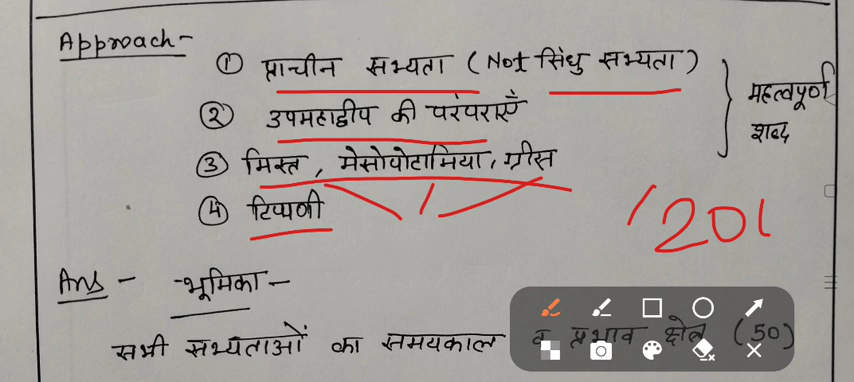 Approach-
① प्राचीन सभ्यता (Not सिंधु सभ्यता)
② उपमहाद्वीप की परंपराएँ
③ मिस्त्र, मेसोपोटामिया, ग्रीस
④ टिप्पणी
महत्वपूर्ण
शब्द
201
Ans - -भूमिका-
सभी सभ्यताओं का समयकाल व प्रभाव क्षेत्र (50)